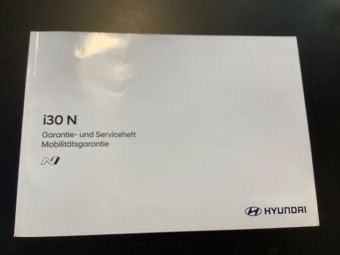 i30 N
Garantie- und Serviceheft
Mobilitätsgarantie
N
HYUNDAI